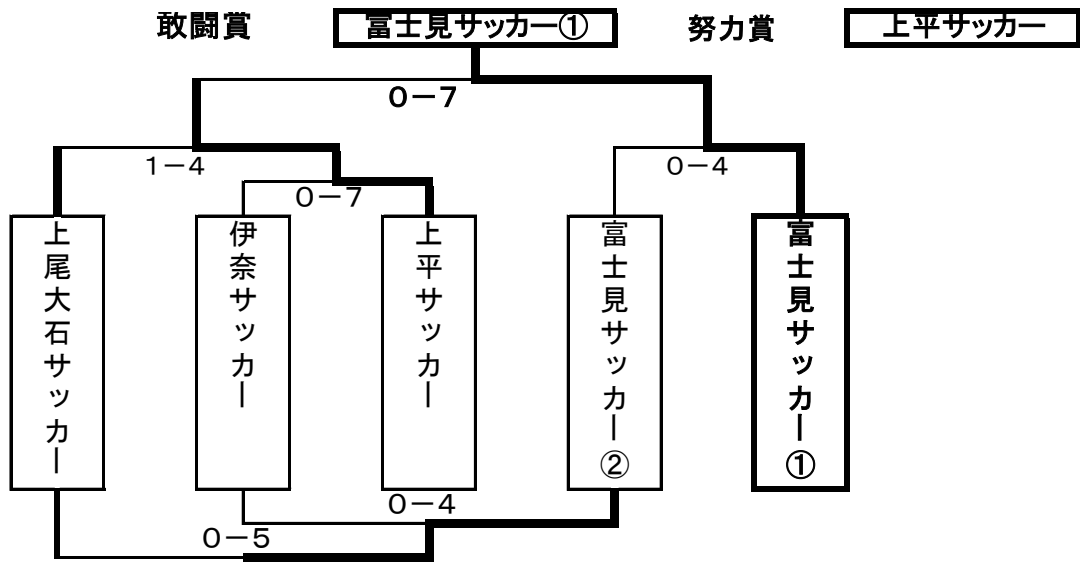 敢闘賞 富士見サッカー① 努力賞 上平サッカー
０－７
１－４
０－４
０－７
上尾大石サッカー
伊奈サッカー
上平サッカー
富士見サッカー②
富士見サッカー①
０－４
０－５